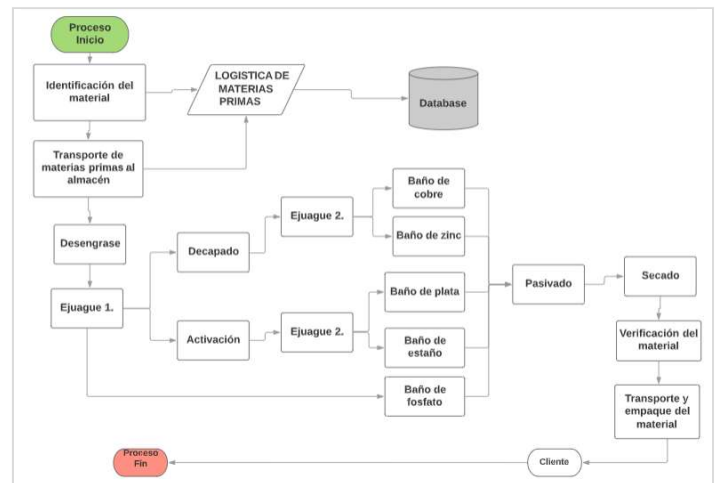 Proceso
Inicio
Identificación del
material
LOGISTICA DE
MATERIAS
PRIMAS
Database
Transporte de
materias primas al
almacén
Desengrase
Ejuague 1.
Decapado
Activación
Ejuague 2.
Ejuague 2.
Baño de
cobre
Baño de zinc
Baño de plata
Baño de
estaño
Baño de
fosfato
Pasivado
Secado
Verificación del
material
Transporte y
empaque del
material
Cliente
Proceso
Fin